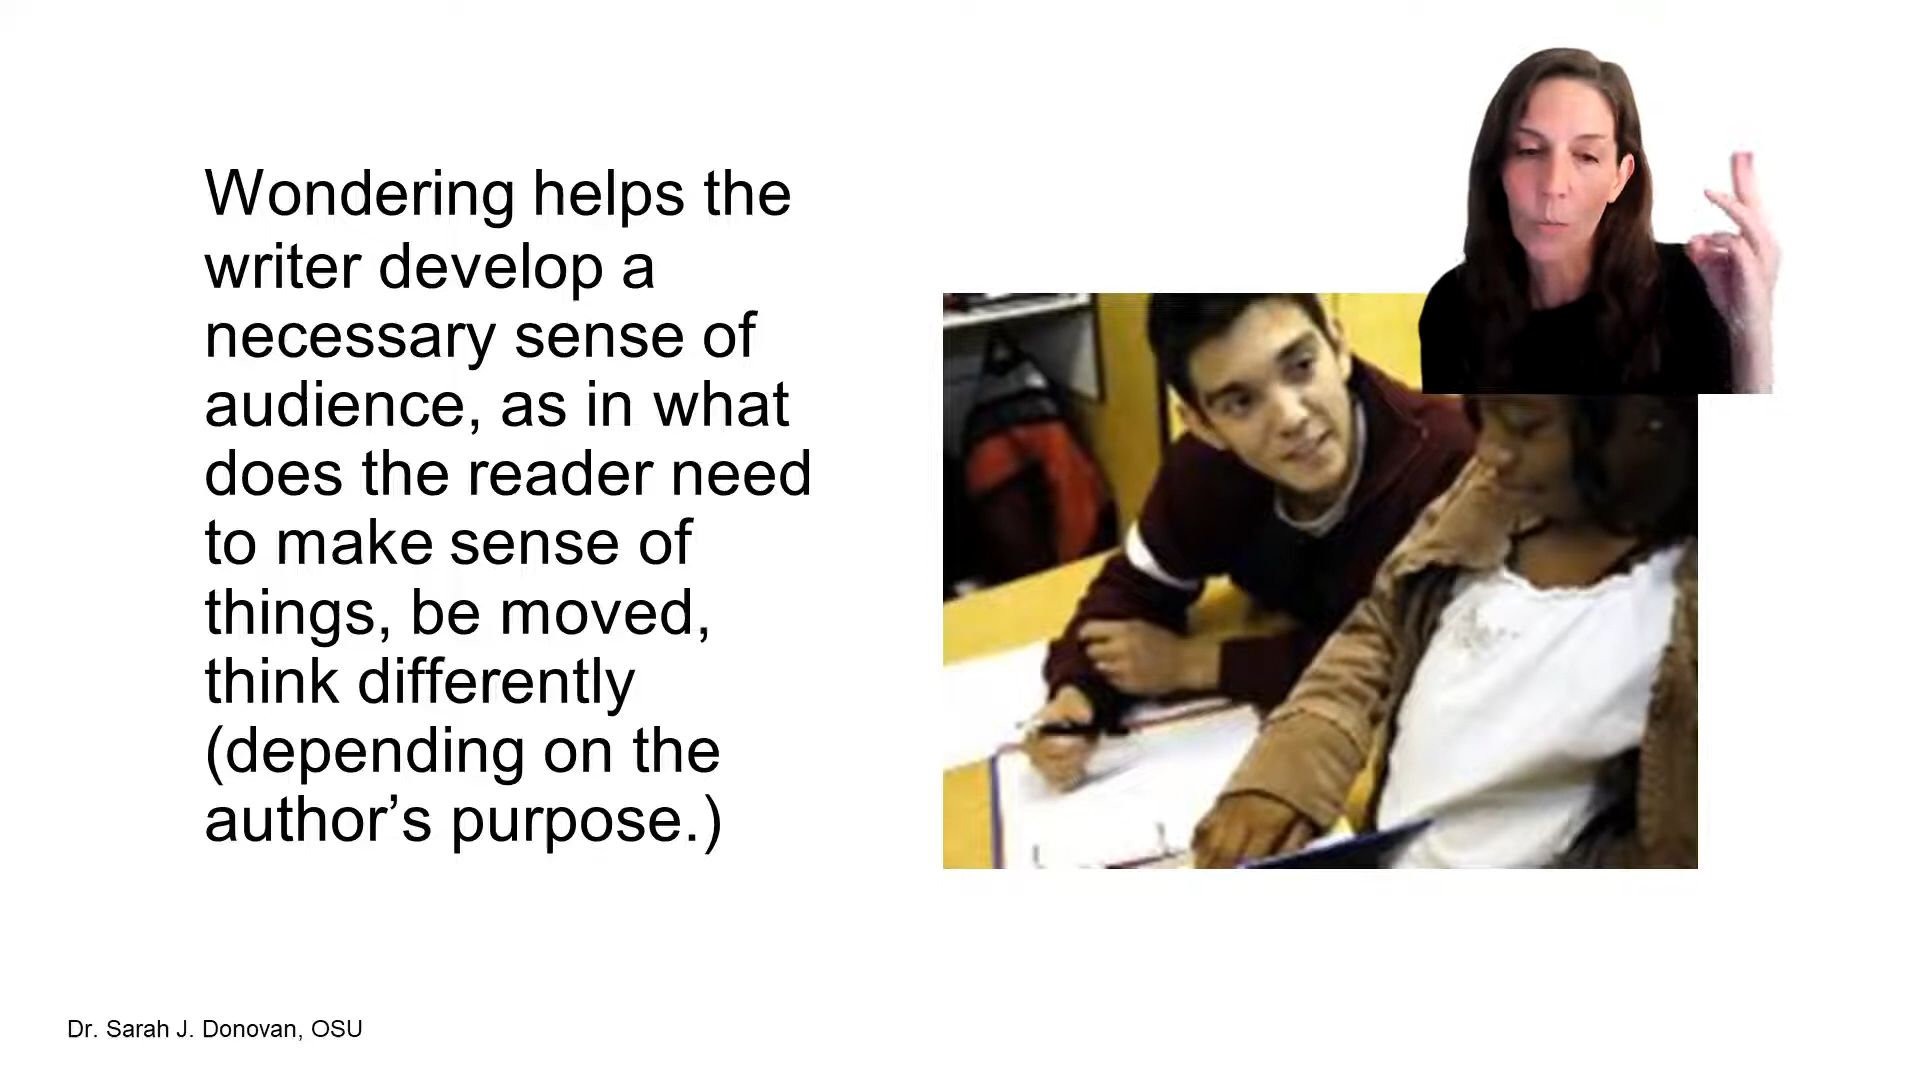 Wondering helps the
writer develop a
necessary sense of
audience, as in what
does the reader need
to make sense of
things, be moved,
think differently
(depending on the
author’s purpose.)
Dr. Sarah J. Donovan, OSU